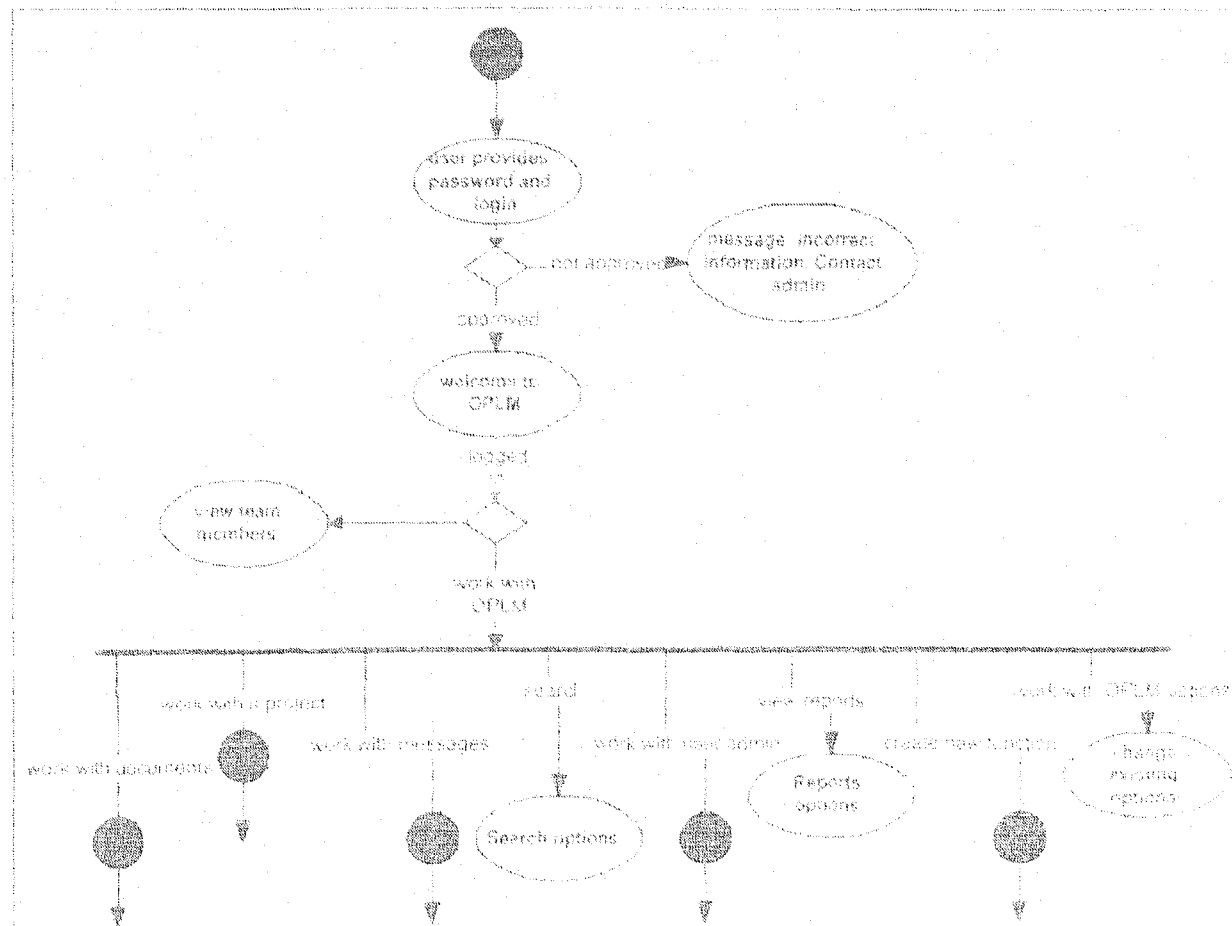 user provides
password and
login
not approved
message incorrect
information. Contact
admin
approved
welcome to
OPLM
logged
view team
members
work with
OPLM
work with a project
view reports
work with OPLM options
work with messages
work with user admin
create new function
work with documents
Reports
options
change
existing
options
Search options